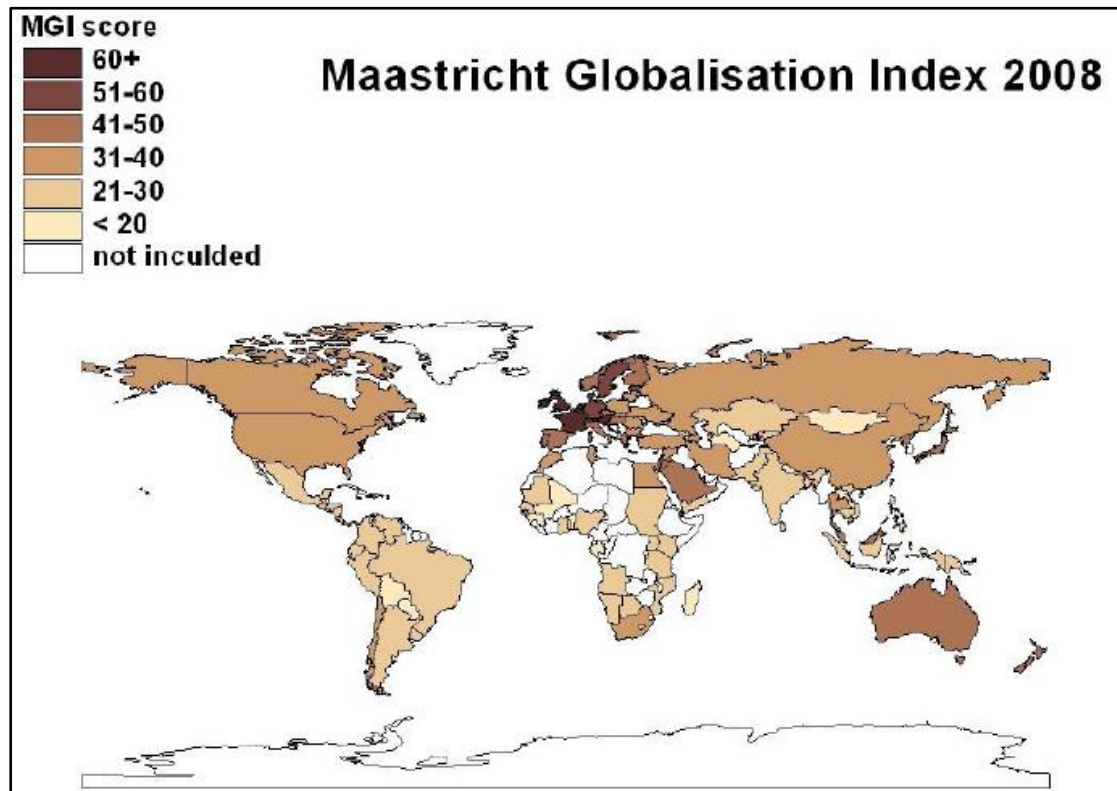 MGI score
60+
51-60
41-50
31-40
21-30
< 20
not inculded
Maastricht Globalisation Index 2008